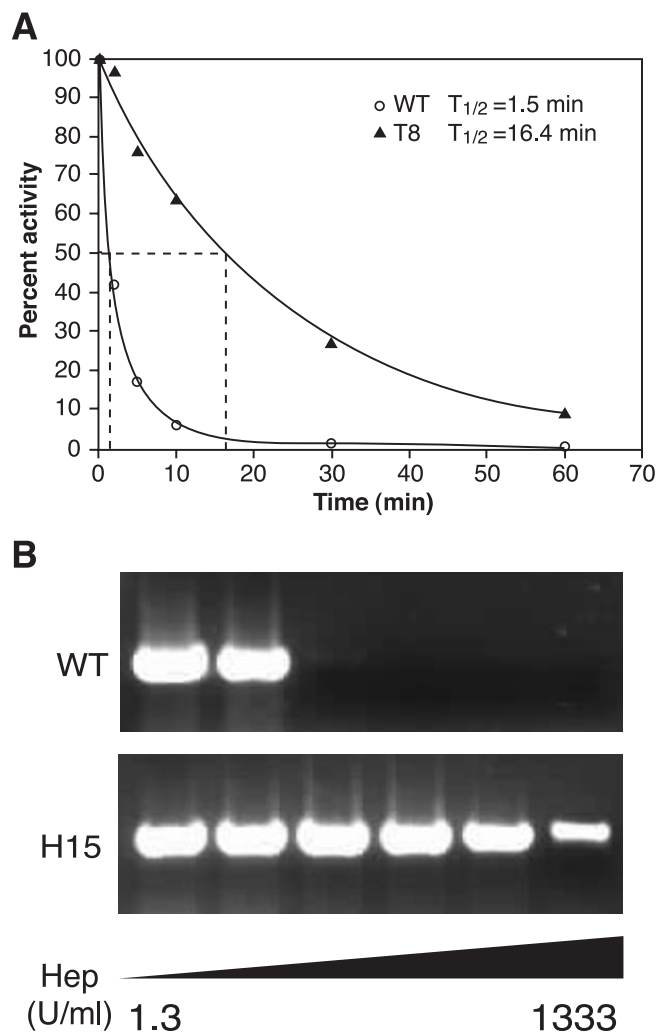 A
WT T1/2 =1.5 min
T8 T1/2 =16.4 min
Percent activity
100
90
80
70
60
50
40
30
20
10
0
0 10 20 30 40 50 60 70
Time (min)
B
WT
H15
Hep
(U/ml) 1.3 1333